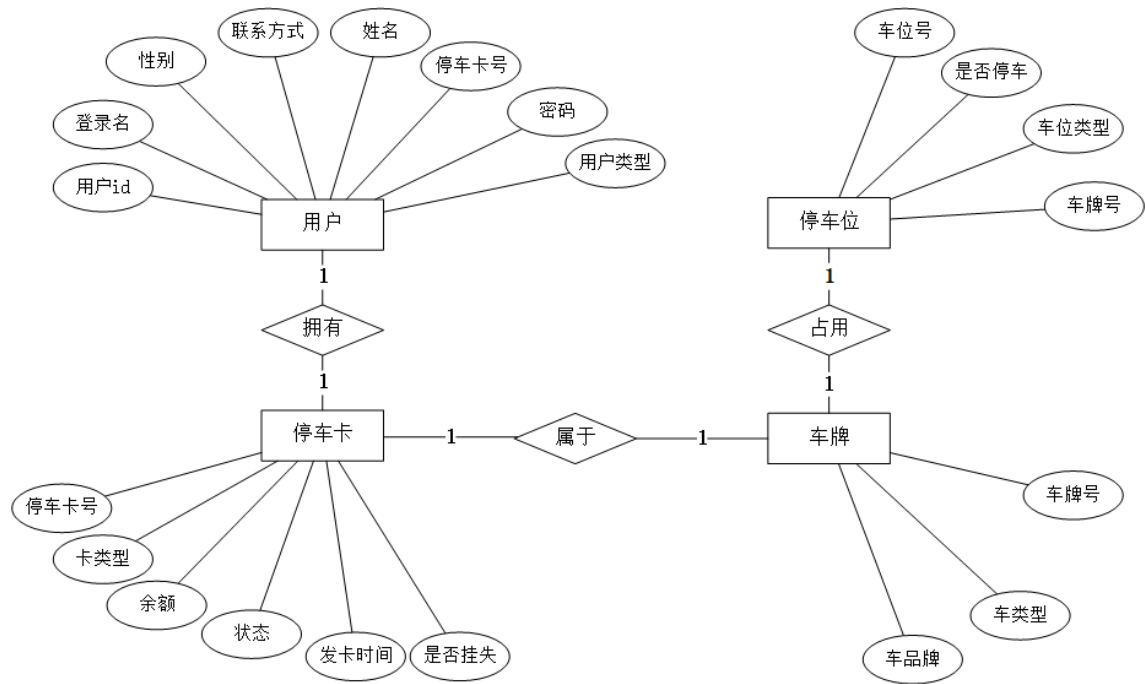 联系方式
姓名
性别
停车卡号
登录名
密码
用户id
用户类型
用户
车位号
是否停车
车位类型
车牌号
停车位
1
1
拥有
占用
1
1
停车卡
1
属于
1
车牌
停车卡号
卡类型
余额
状态
发卡时间
是否挂失
车牌号
车类型
车品牌